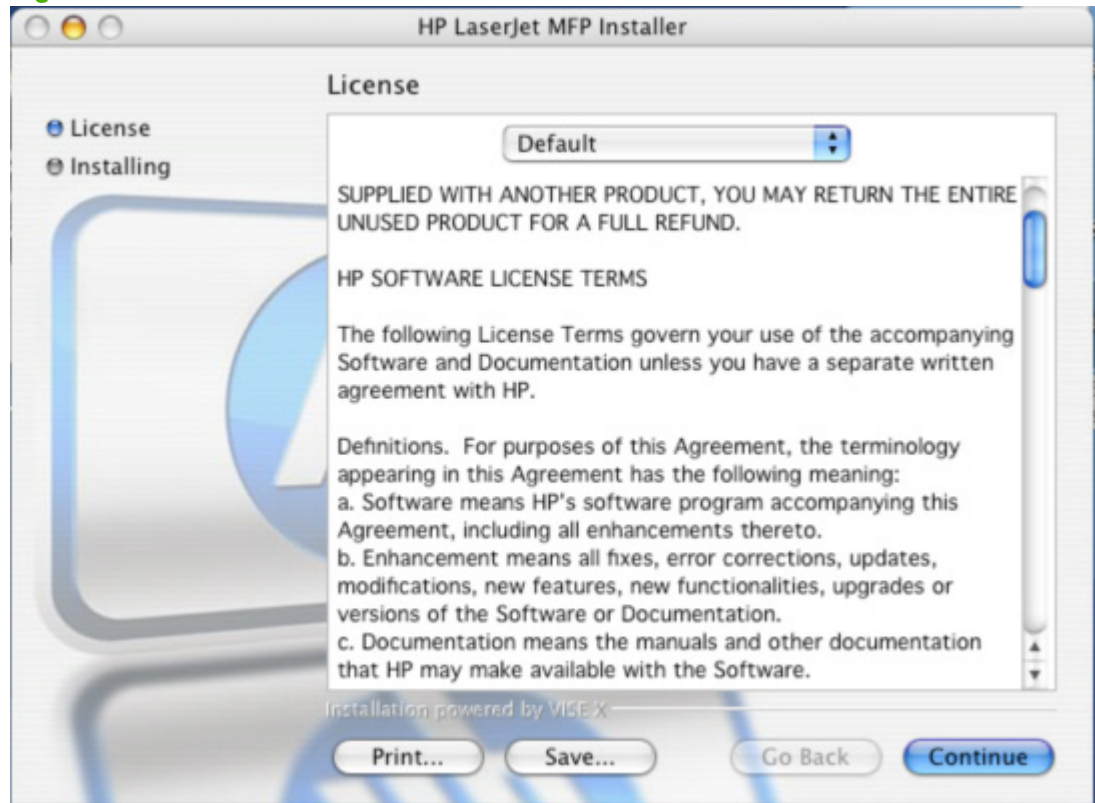 HP LaserJet MFP Installer
License
License
Installing
Default
SUPPLIED WITH ANOTHER PRODUCT, YOU MAY RETURN THE ENTIRE
UNUSED PRODUCT FOR A FULL REFUND.
HP SOFTWARE LICENSE TERMS
The following License Terms govern your use of the accompanying
Software and Documentation unless you have a separate written
agreement with HP.
Definitions.  For purposes of this Agreement, the terminology
appearing in this Agreement has the following meaning:
a. Software means HP's software program accompanying this
Agreement, including all enhancements thereto.
b. Enhancement means all fixes, error corrections, updates,
modifications, new features, new functionalities, upgrades or
versions of the Software or Documentation.
c. Documentation means the manuals and other documentation
that HP may make available with the Software.
Installation powered by VISE X
Print... Save... Go Back Continue